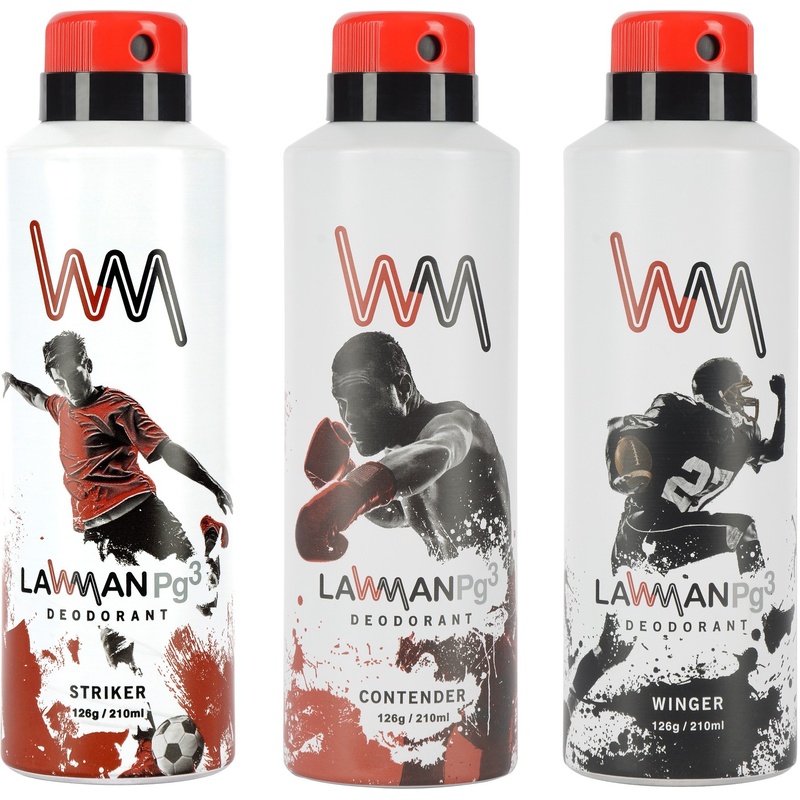 WM
LAWMAN Pg3
DEODORANT
STRIKER
126g / 210ml
WM
LAWMAN Pg3
DEODORANT
CONTENDER
126g / 210ml
WM
21
LAWMAN Pg3
DEODORANT
WINGER
126g / 210ml